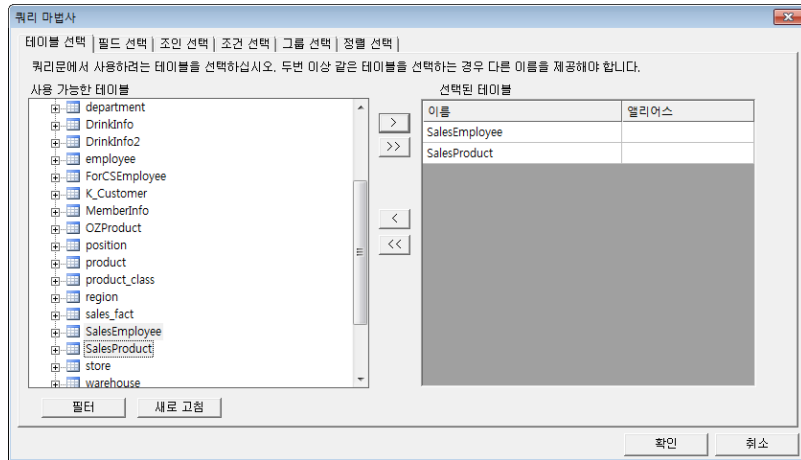 쿼리 마법사
테이블 선택 필드 선택 조인 선택 조건 선택 그룹 선택 정렬 선택
쿼리문에서 사용하려는 테이블을 선택하십시오. 두번 이상 같은 테이블을 선택하는 경우 다른 이름을 제공해야 합니다.
사용 가능한 테이블
선택된 테이블
department
DrinkInfo
DrinkInfo2
employee
ForCSEmployee
K_Customer
MemberInfo
OZProduct
position
product
product_class
region
sales_fact
SalesEmployee
SalesProduct
store
warehouse
>
>>
<
<<
이름 앨리어스
SalesEmployee
SalesProduct
필터 새로 고침
확인 취소